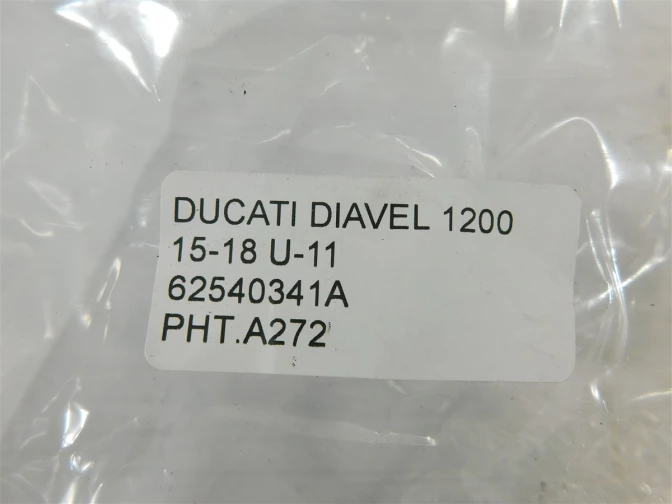 DUCATI DIAVEL 1200
15-18 U-11
62540341A
PHT.A272